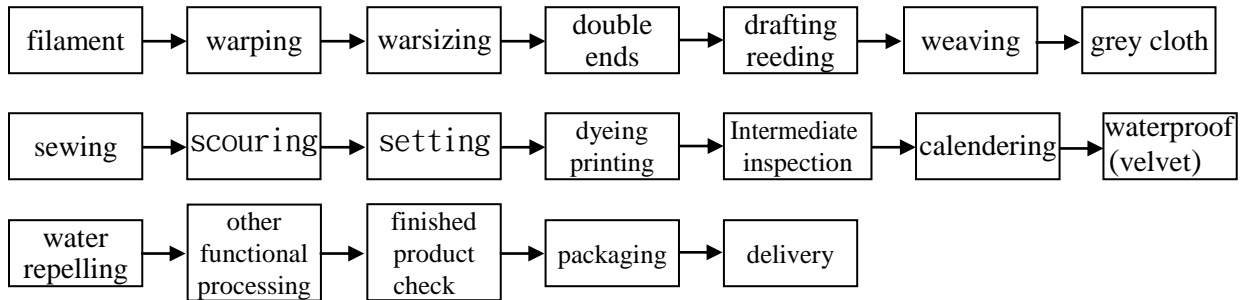 filament
warping
warsizing
double
ends
drafting
reeding
weaving
grey cloth
sewing
scouring
setting
dyeing
printing
Intermediate
inspection
calendering
waterproof
(velvet)
water
repelling
other
functional
processing
finished
product
check
packaging
delivery